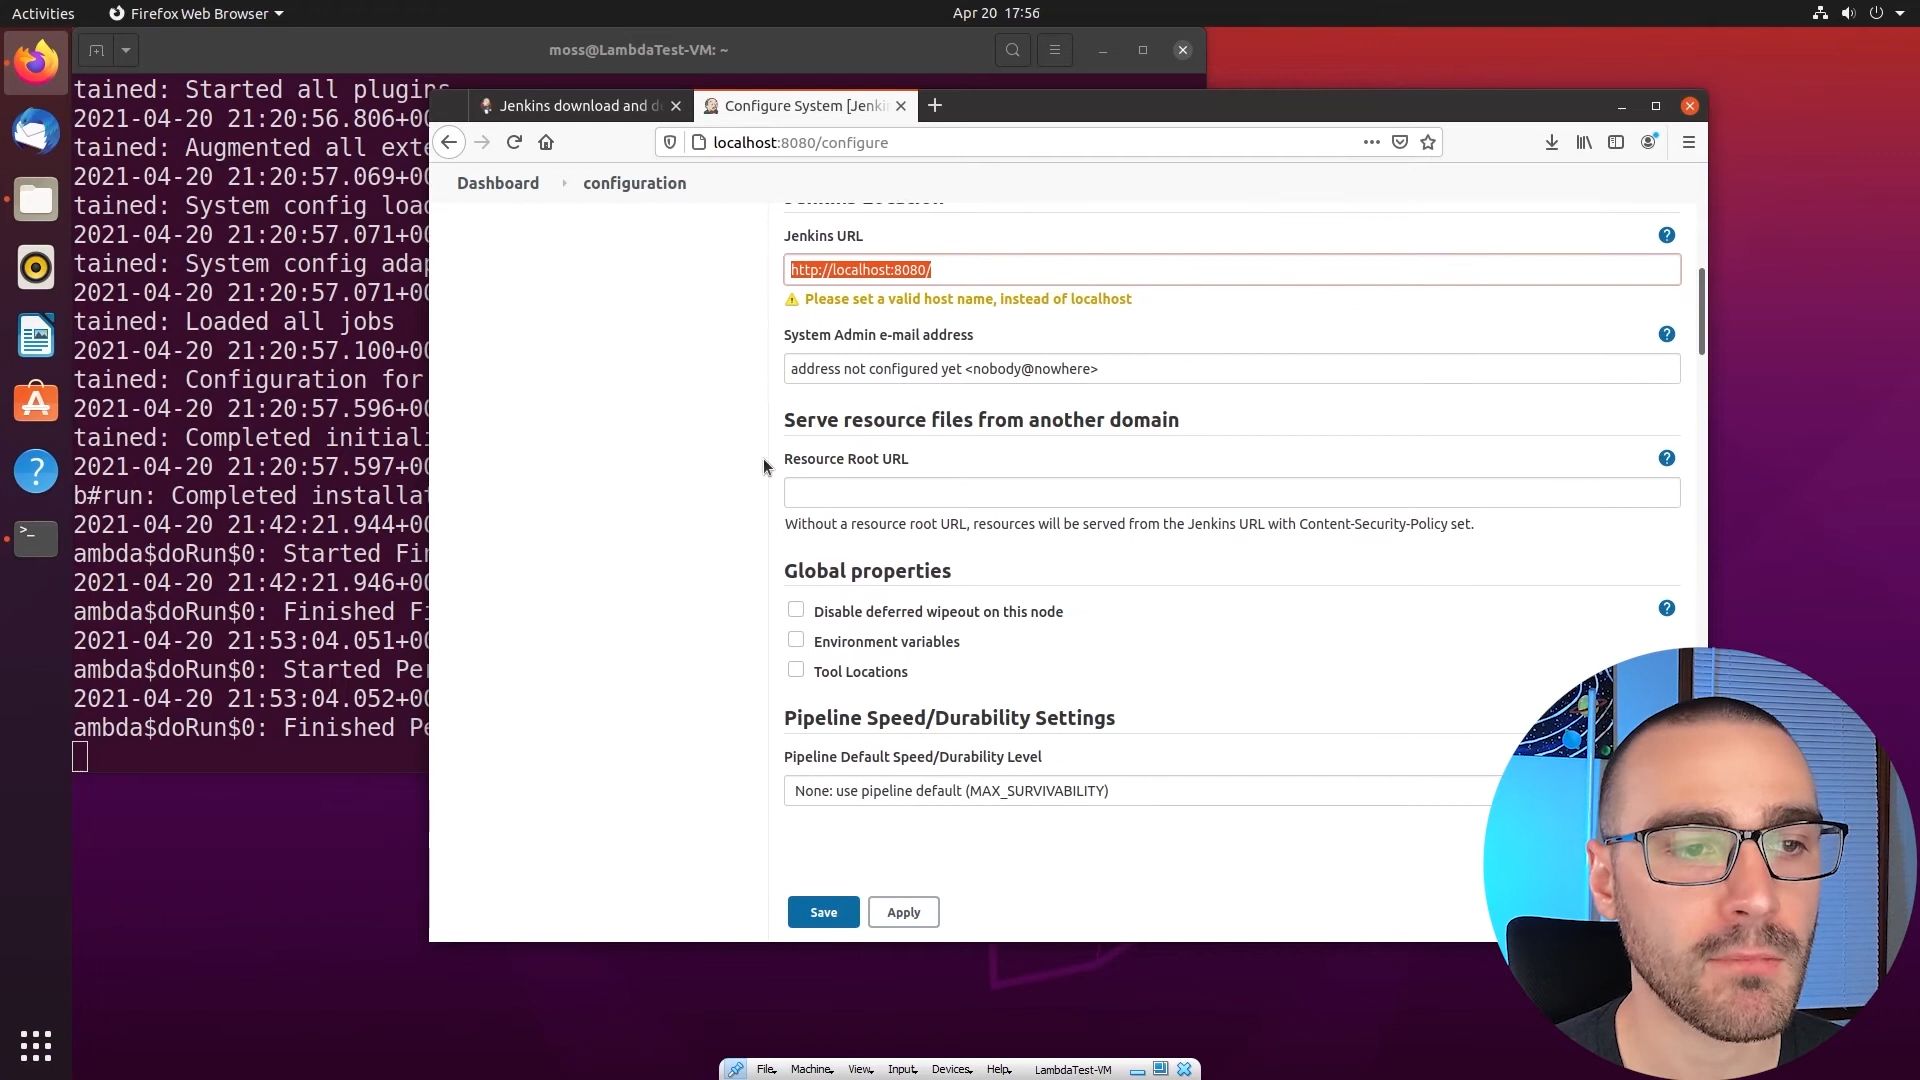 Activities
Firefox Web Browser
Apr 20 17:56
moss@LambdaTest-VM: ~
tained: Started all plugins
2021-04-20 21:20:56.806+00
tained: Augmented all exte
2021-04-20 21:20:57.069+00
tained: System config loa
2021-04-20 21:20:57.071+00
tained: System config adap
2021-04-20 21:20:57.071+00
tained: Loaded all jobs
2021-04-20 21:20:57.100+00
tained: Configuration for
2021-04-20 21:20:57.596+00
tained: Completed initiali
2021-04-20 21:20:57.597+00
b#run: Completed installat
2021-04-20 21:42:21.944+00
ambda$doRun$0: Started Fin
2021-04-20 21:42:21.946+00
ambda$doRun$0: Finished Fi
2021-04-20 21:53:04.051+00
ambda$doRun$0: Started Per
2021-04-20 21:53:04.052+00
ambda$doRun$0: Finished Pe
Jenkins download and de
Configure System [Jenki
localhost:8080/configure
Dashboard
configuration
Jenkins Location
Jenkins URL
http://localhost:8080/
Please set a valid host name, instead of localhost
System Admin e-mail address
address not configured yet <nobody@nowhere>
Serve resource files from another domain
Resource Root URL
Without a resource root URL, resources will be served from the Jenkins URL with Content-Security-Policy set.
Global properties
Disable deferred wipeout on this node
Environment variables
Tool Locations
Pipeline Speed/Durability Settings
Pipeline Default Speed/Durability Level
None: use pipeline default (MAX_SURVIVABILITY)
Save
Apply
File
Machine
View
Input
Devices
Help
LambdaTest-VM